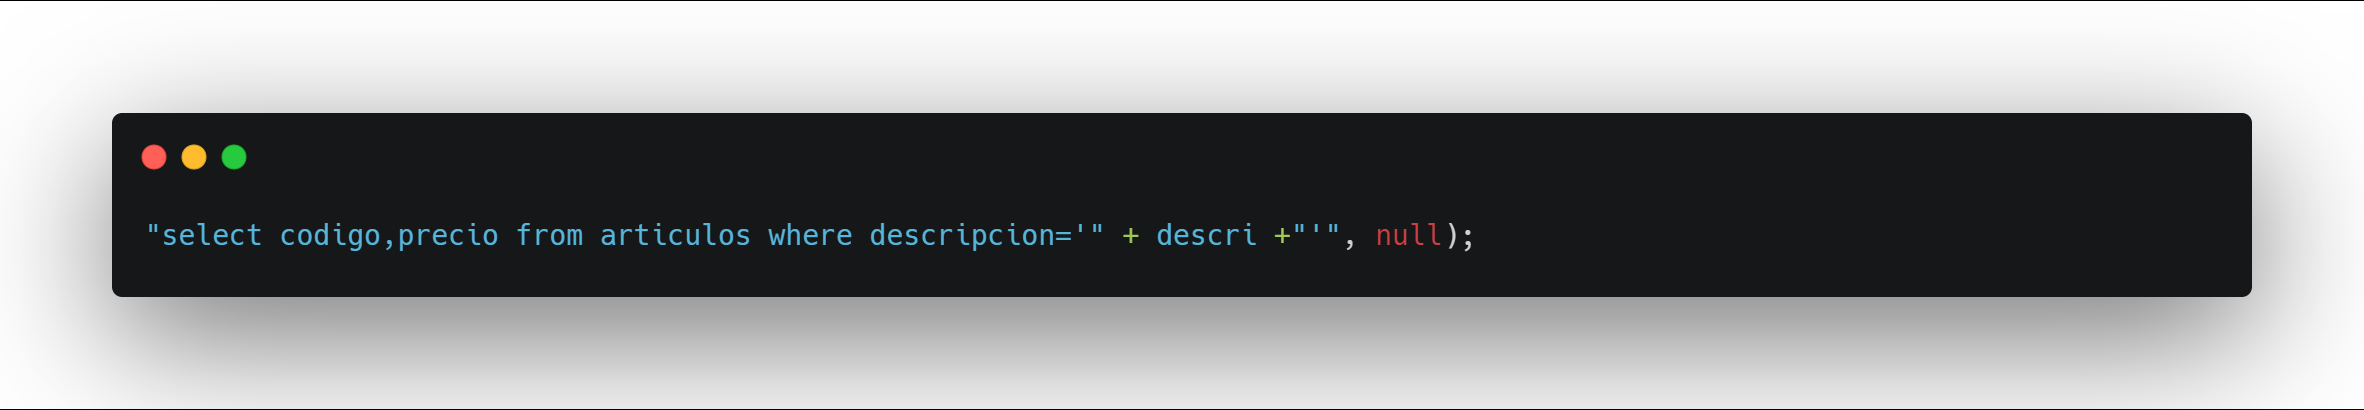 "select codigo,precio from articulos where descripcion='" + descri +"'", null);